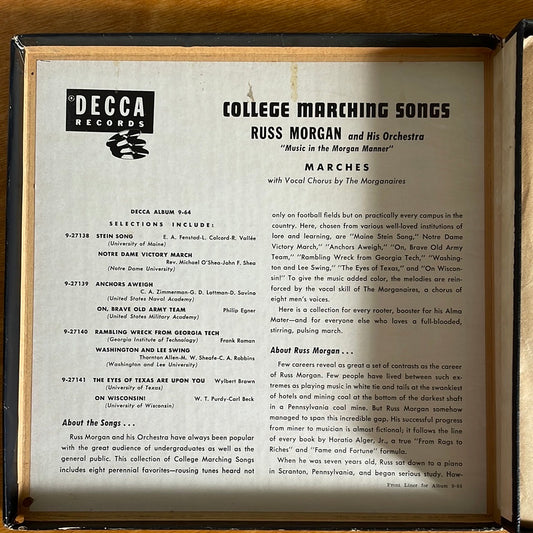 DECCA
RECORDS
COLLEGE MARCHING SONGS
RUSS MORGAN and His Orchestra
"Music in the Morgan Manner"
MARCHES
with Vocal Chorus by The Morganaires
DECCA ALBUM 9-64
SELECTIONS INCLUDE:
9-27138 STEIN SONG E. A. Fenstad-L. Colcord-R. Vallée
(University of Maine)
NOTRE DAME VICTORY MARCH
Rev. Michael O'Shea-John F. Shea
(Notre Dame University)
9-27139 ANCHORS AWEIGH
C. A. Zimmerman-G. D. Lottman-D. Savino
(United States Naval Academy)
ON, BRAVE OLD ARMY TEAM Philip Egner
(United States Military Academy)
9-27140 RAMBLING WRECK FROM GEORGIA TECH
(Georgia Institute of Technology) Frank Roman
WASHINGTON AND LEE SWING
Thornton Allen-M. W. Sheafe-C. A. Robbins
(Washington and Lee University)
9-27141 THE EYES OF TEXAS ARE UPON YOU Wylbert Brown
(University of Texas)
ON WISCONSIN! W. T. Purdy-Carl Beck
(University of Wisconsin)
About the Songs . . .
Russ Morgan and his Orchestra have always been popular
with the great audience of undergraduates as well as the
general public. This collection of College Marching Songs
includes eight perennial favorites—rousing tunes heard not
only on football fields but on practically every campus in the
country. Here, chosen from various well-loved institutions of
lore and learning, are "Maine Stein Song," Notre Dame
Victory March," "Anchors Aweigh," "On, Brave Old Army
Team," "Rambling Wreck from Georgia Tech," "Washing-
ton and Lee Swing," "The Eyes of Texas," and "On Wiscon-
sin!" To give the music added color, the melodies are rein-
forced by the vocal skill of The Morganaires, a chorus of
eight men's voices.
Here is a collection for every rooter, booster for his Alma
Mater—and for everyone else who loves a full-blooded,
stirring, pulsing march.
About Russ Morgan . . .
Few careers reveal as great a set of contrasts as the career
of Russ Morgan. Few people have lived between such ex-
tremes as playing music in white tie and tails at the swankiest
of hotels and mining coal at the bottom of the darkest shaft
in a Pennsylvania coal mine. But Russ Morgan somehow
managed to span this incredible gap. His successful progress
from miner to musician is almost fictional; it follows the line
of every book by Horatio Alger, Jr., a true "From Rags to
Riches" and "Fame and Fortune" formula.
When he was seven years old, Russ sat down to a piano
in Scranton, Pennsylvania, and began serious study. How-
Front Liner for Album 9-64